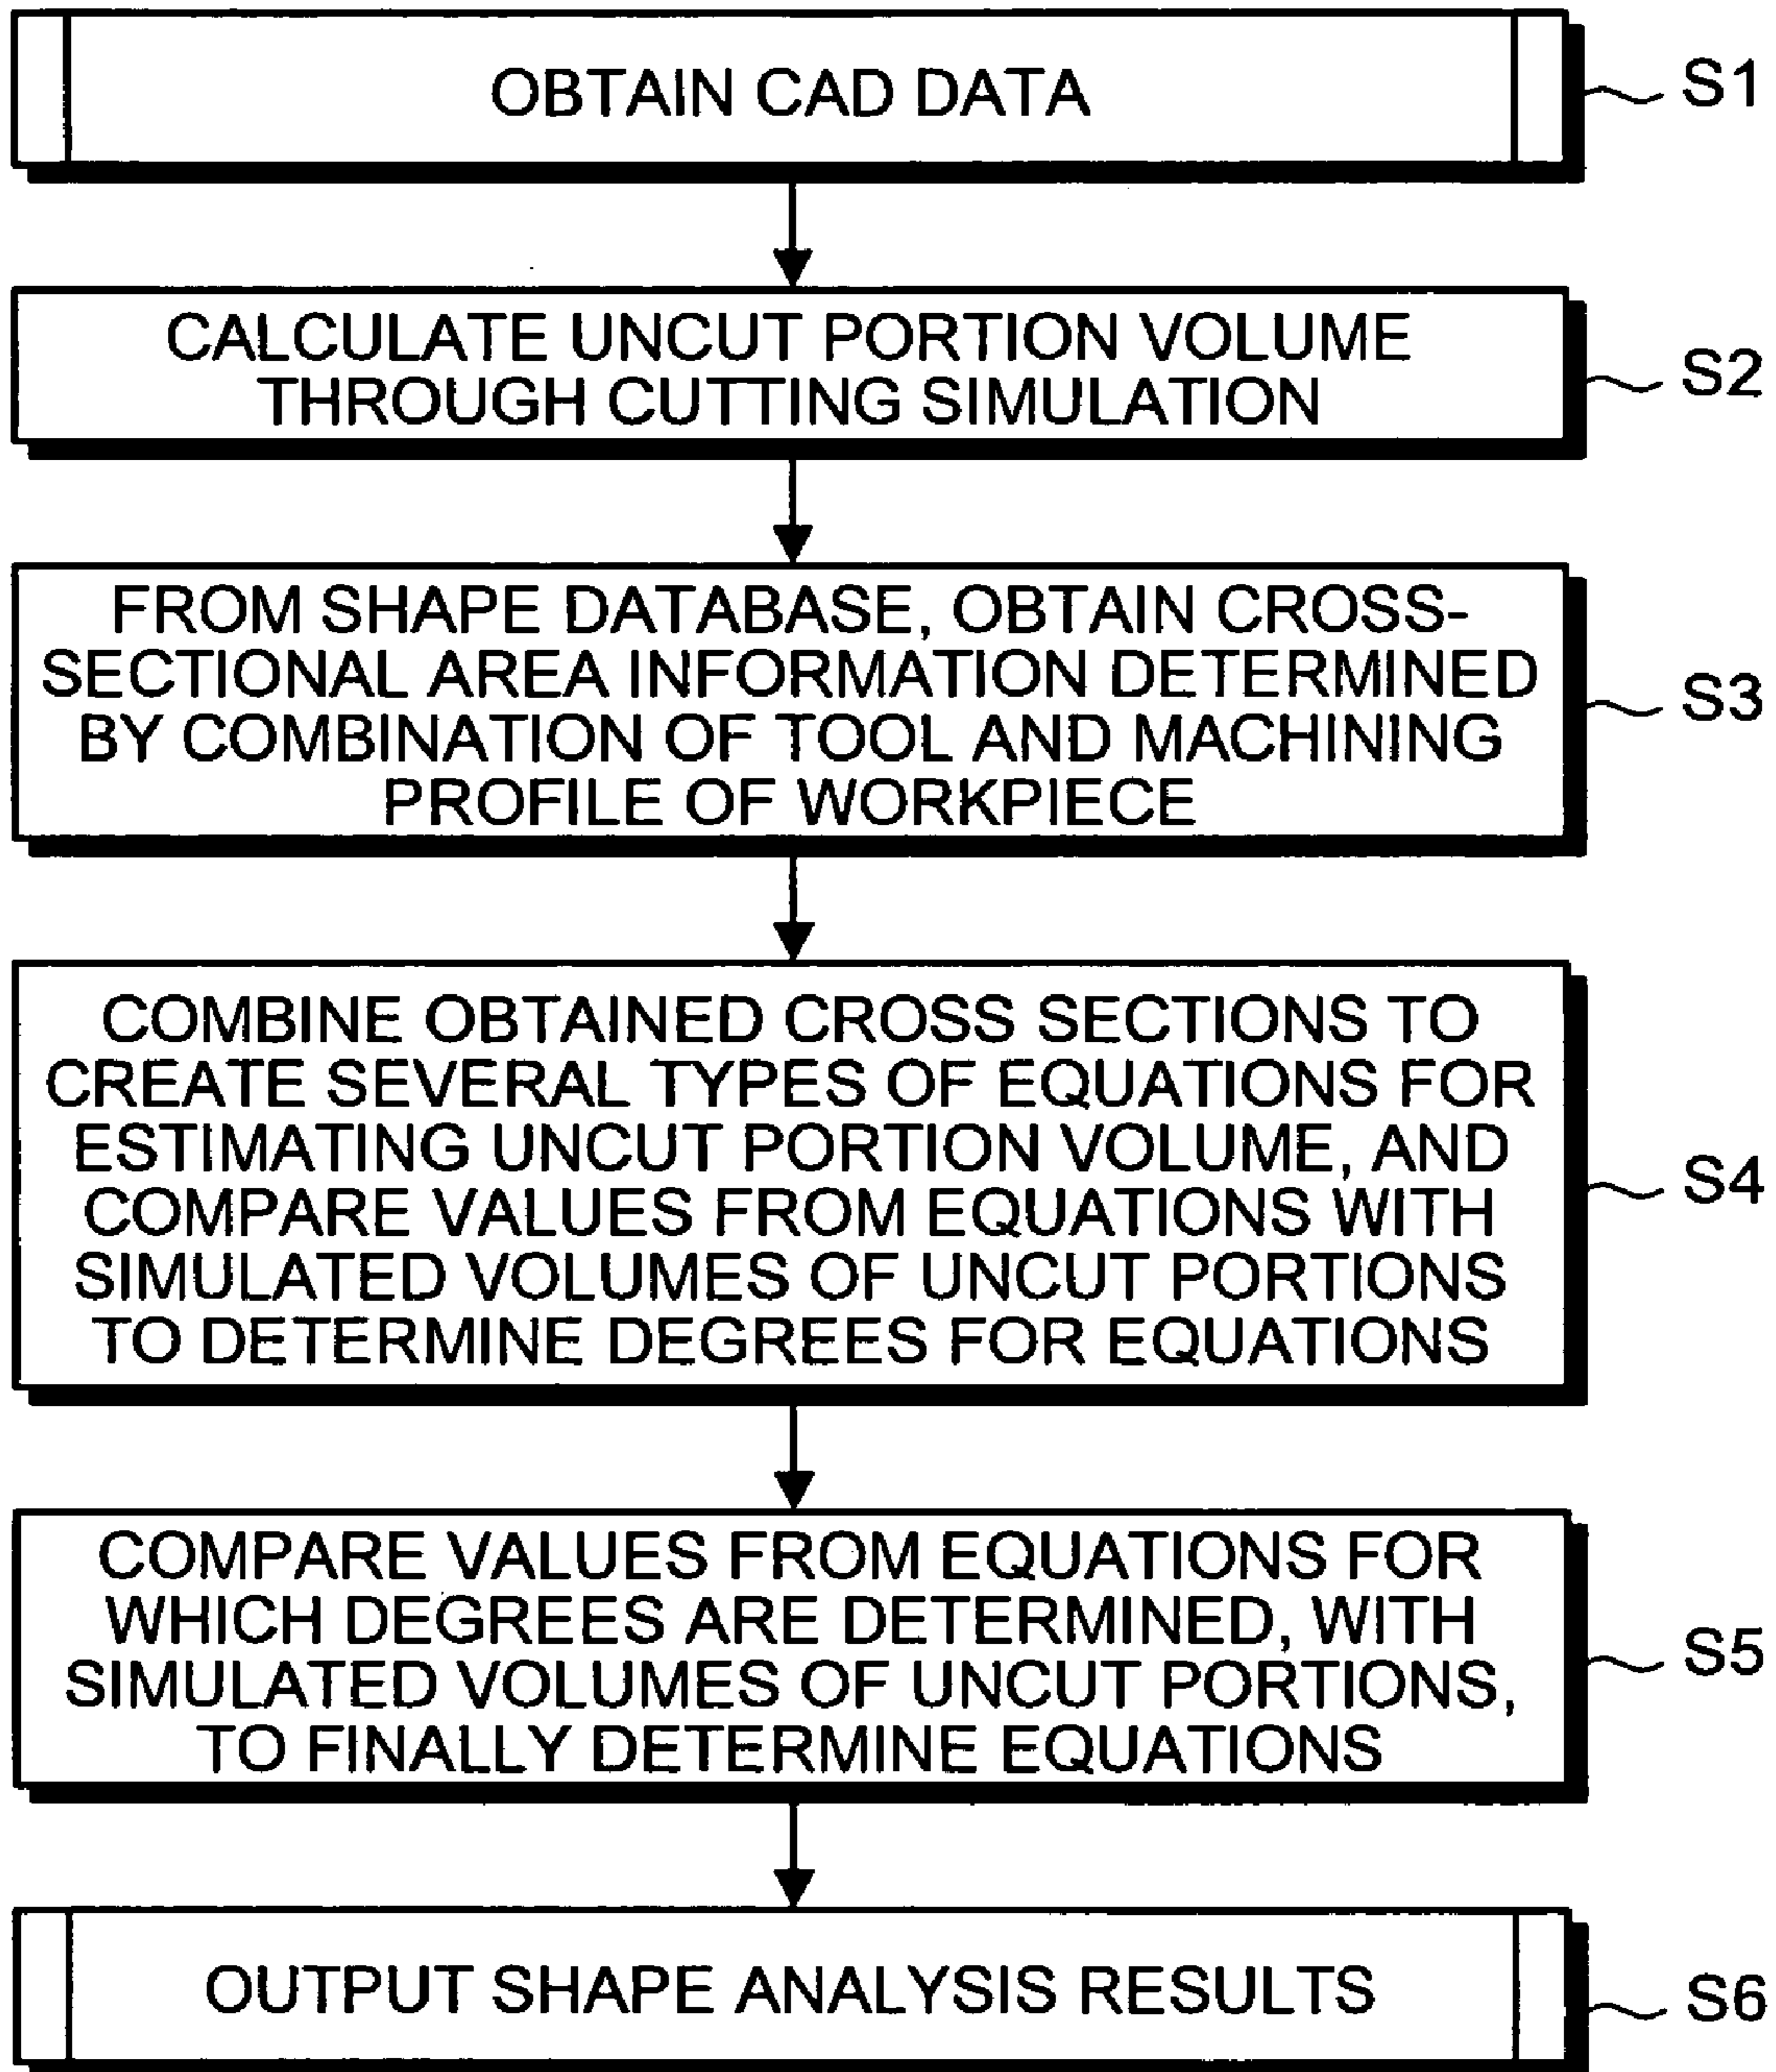 OBTAIN CAD DATA
S1
CALCULATE UNCUT PORTION VOLUME
THROUGH CUTTING SIMULATION
S2
FROM SHAPE DATABASE, OBTAIN CROSS-
SECTIONAL AREA INFORMATION DETERMINED
BY COMBINATION OF TOOL AND MACHINING
PROFILE OF WORKPIECE
S3
COMBINE OBTAINED CROSS SECTIONS TO
CREATE SEVERAL TYPES OF EQUATIONS FOR
ESTIMATING UNCUT PORTION VOLUME, AND
COMPARE VALUES FROM EQUATIONS WITH
SIMULATED VOLUMES OF UNCUT PORTIONS
TO DETERMINE DEGREES FOR EQUATIONS
S4
COMPARE VALUES FROM EQUATIONS FOR
WHICH DEGREES ARE DETERMINED, WITH
SIMULATED VOLUMES OF UNCUT PORTIONS,
TO FINALLY DETERMINE EQUATIONS
S5
OUTPUT SHAPE ANALYSIS RESULTS
S6